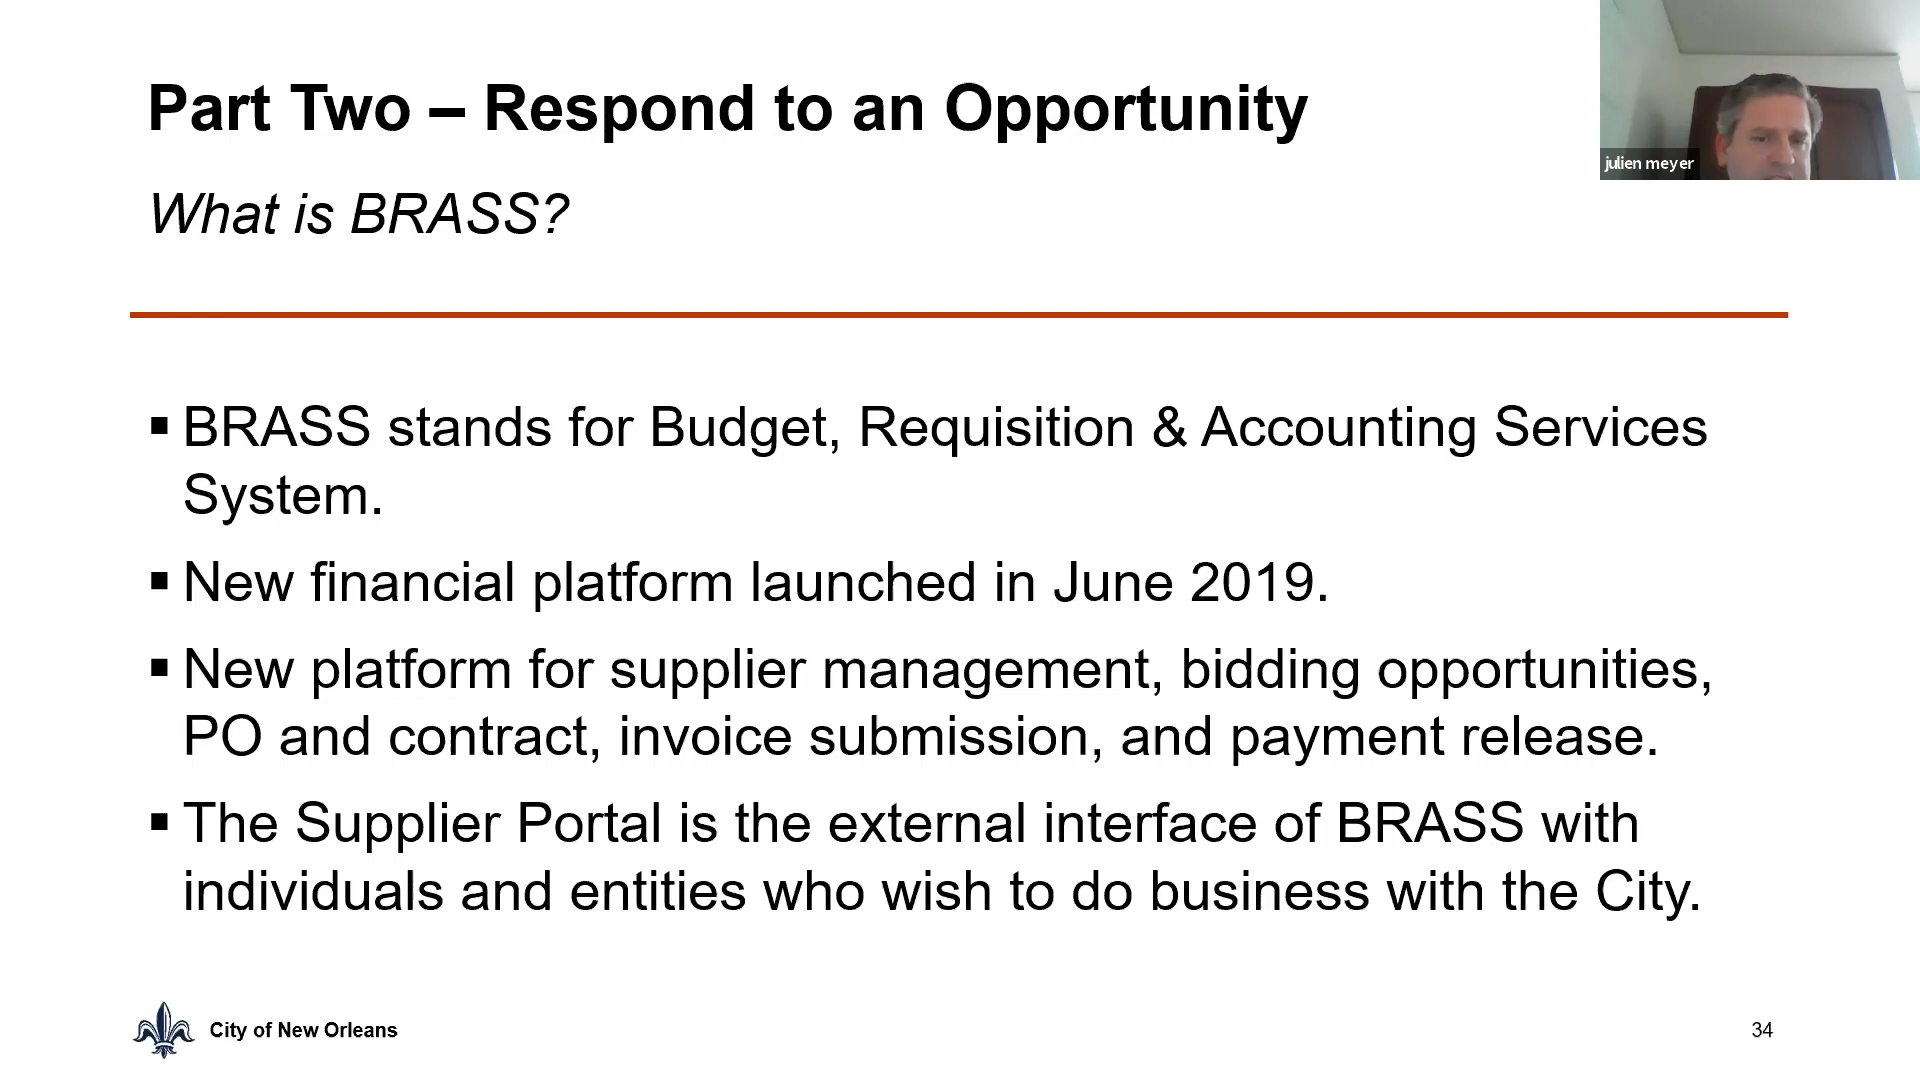 Part Two – Respond to an Opportunity
julien meyer
What is BRASS?
▪ BRASS stands for Budget, Requisition & Accounting Services
System.
▪ New financial platform launched in June 2019.
▪ New platform for supplier management, bidding opportunities,
PO and contract, invoice submission, and payment release.
▪ The Supplier Portal is the external interface of BRASS with
individuals and entities who wish to do business with the City.
City of New Orleans
34